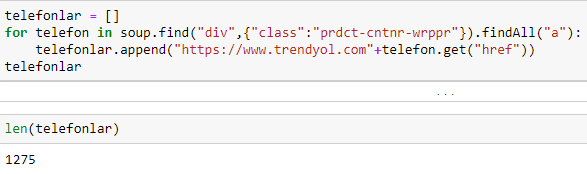 telefonlar = []
for telefon in soup.find("div",{"class":"prdct-cntnr-wrppr"}).findAll("a"):
    telefonlar.append("https://www.trendyol.com"+telefon.get("href"))
telefonlar
...
len(telefonlar)
1275